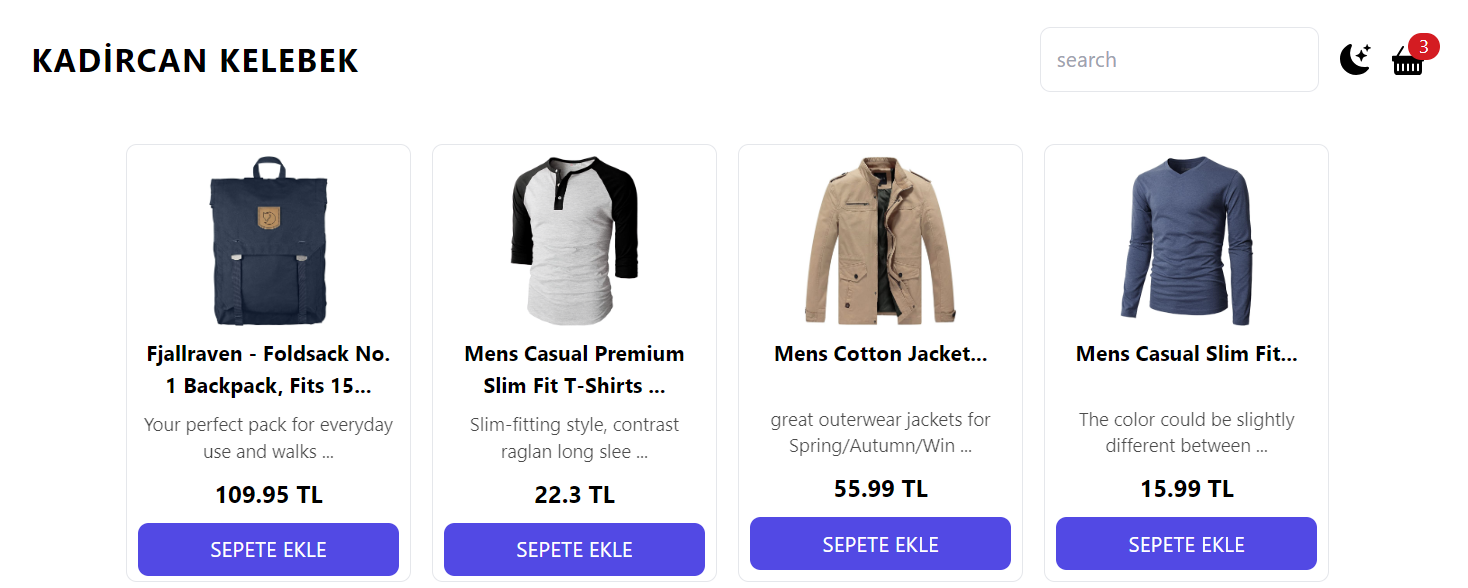 KADİRCAN KELEBEK
search
3
Fjallraven - Foldsack No.
1 Backpack, Fits 15...
Your perfect pack for everyday
use and walks ...
109.95 TL
SEPETE EKLE
Mens Casual Premium
Slim Fit T-Shirts ...
Slim-fitting style, contrast
raglan long slee ...
22.3 TL
SEPETE EKLE
Mens Cotton Jacket...
great outerwear jackets for
Spring/Autumn/Win ...
55.99 TL
SEPETE EKLE
Mens Casual Slim Fit...
The color could be slightly
different between ...
15.99 TL
SEPETE EKLE